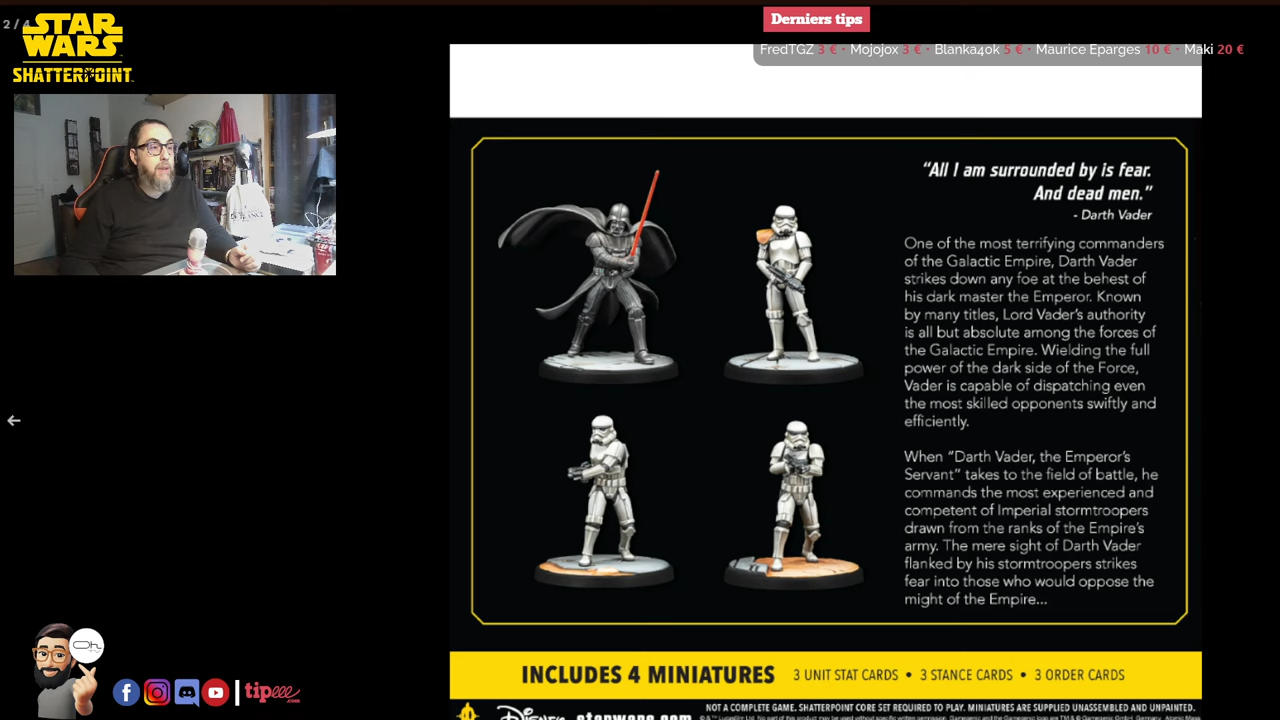 2 / 4
STAR
WARS
SHATTERPOINT
Derniers tips
FredTGZ 3 € · Mojojox 3 € · Blanka40k 5 € · Maurice Eparges 10 € · Maki 20 €
"All I am surrounded by is fear.
And dead men."
- Darth Vader
One of the most terrifying commanders
of the Galactic Empire, Darth Vader
strikes down any foe at the behest of
his dark master the Emperor. Known
by many titles, Lord Vader's authority
is all but absolute among the forces of
the Galactic Empire. Wielding the full
power of the dark side of the Force,
Vader is capable of dispatching even
the most skilled opponents swiftly and
efficiently.
When "Darth Vader, the Emperor's
Servant" takes to the field of battle, he
commands the most experienced and
competent of Imperial stormtroopers
drawn from the ranks of the Empire's
army. The mere sight of Darth Vader
flanked by his stormtroopers strikes
fear into those who would oppose the
might of the Empire...
INCLUDES 4 MINIATURES 3 UNIT STAT CARDS • 3 STANCE CARDS • 3 ORDER CARDS
NOT A COMPLETE GAME. SHATTERPOINT CORE SET REQUIRED TO PLAY. MINIATURES ARE SUPPLIED UNASSEMBLED AND UNPAINTED.
Disney starwars.com
tipeee.com